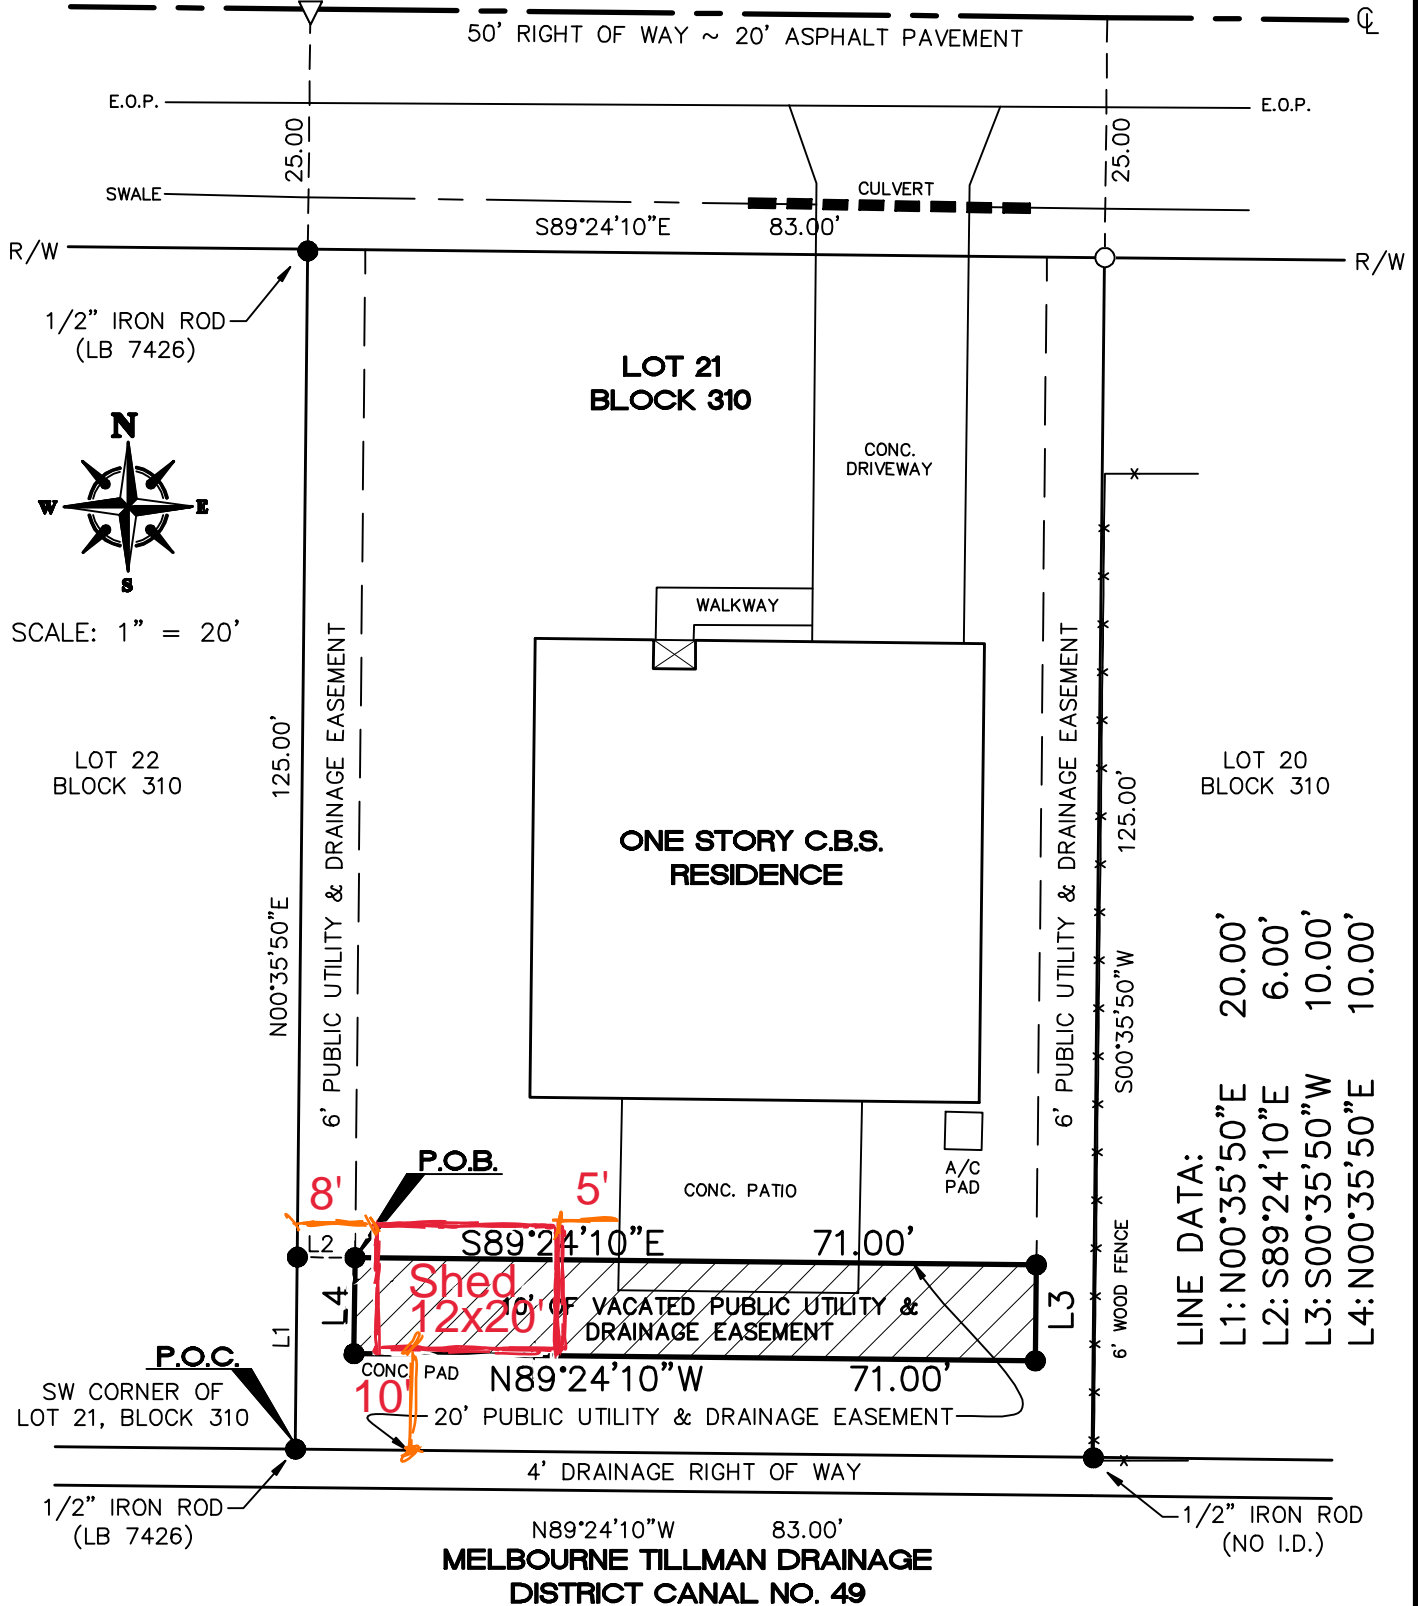 ℄
50' RIGHT OF WAY ~ 20' ASPHALT PAVEMENT
E.O.P.
E.O.P.
25.00
25.00
SWALE
CULVERT
S89°24'10"E 83.00'
R/W
R/W
1/2" IRON ROD
(LB 7426)
LOT 21
BLOCK 310
N
W
E
S
CONC.
DRIVEWAY
SCALE: 1" = 20'
WALKWAY
6' PUBLIC UTILITY & DRAINAGE EASEMENT
6' PUBLIC UTILITY & DRAINAGE EASEMENT
LOT 22
BLOCK 310
N00°35'50"E 125.00'
ONE STORY C.B.S.
RESIDENCE
S00°35'50"W 125.00'
LOT 20
BLOCK 310
LINE DATA:
L1: N00°35'50"E 20.00'
L2: S89°24'10"E 6.00'
L3: S00°35'50"W 10.00'
L4: N00°35'50"E 10.00'
P.O.B.
8'
5'
CONC. PATIO
A/C
PAD
L2
S89°24'10"E 71.00'
6' WOOD FENCE
L4
Shed
12x20'
10' OF VACATED PUBLIC UTILITY &
DRAINAGE EASEMENT
L3
L1
P.O.C.
SW CORNER OF
LOT 21, BLOCK 310
CONC. PAD
10'
N89°24'10"W 71.00'
20' PUBLIC UTILITY & DRAINAGE EASEMENT
4' DRAINAGE RIGHT OF WAY
1/2" IRON ROD
(LB 7426)
1/2" IRON ROD
(NO I.D.)
N89°24'10"W 83.00'
MELBOURNE TILLMAN DRAINAGE
DISTRICT CANAL NO. 49